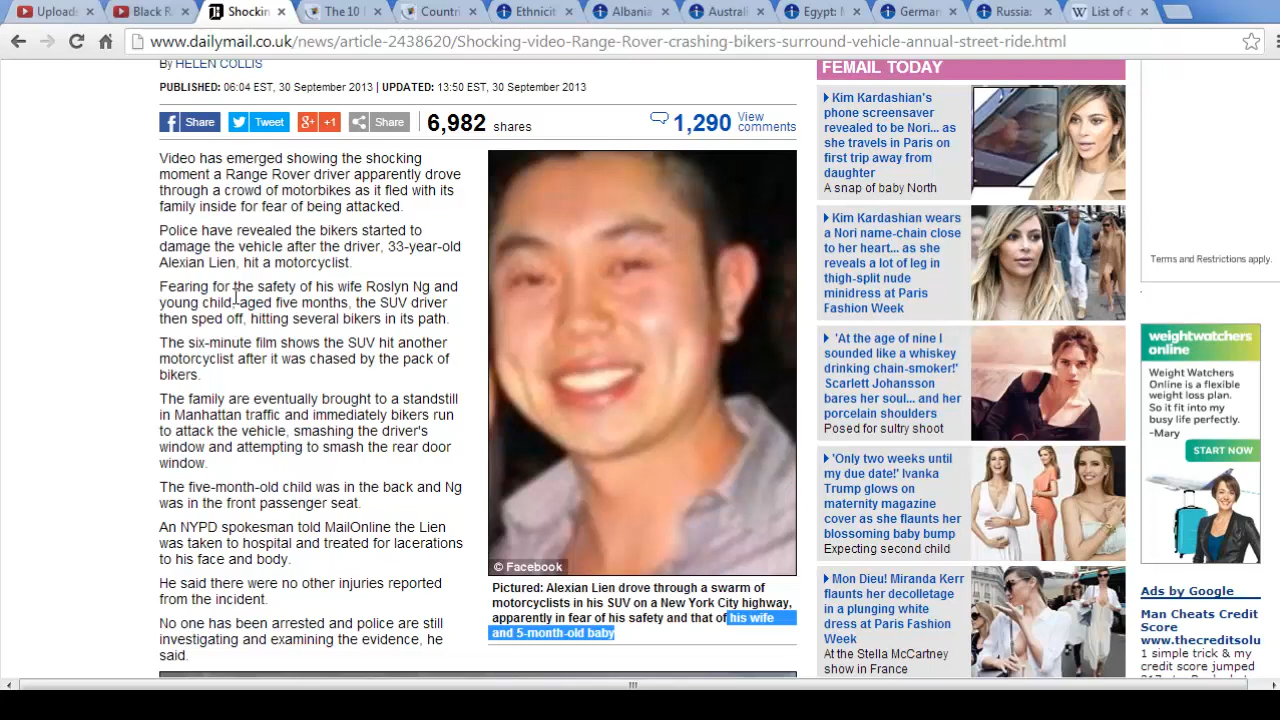 Uploads
Black R
Shockin
The 10
Countri
Ethnicit
Albania
Australi
Egypt:
German
Russia:
List of
www.dailymail.co.uk/news/article-2438620/Shocking-video-Range-Rover-crashing-bikers-surround-vehicle-annual-street-ride.html
By HELEN COLLIS
PUBLISHED: 06:04 EST, 30 September 2013 | UPDATED: 13:50 EST, 30 September 2013
Share
Tweet
+1
Share
6,982 shares
1,290 View comments
Video has emerged showing the shocking
moment a Range Rover driver apparently drove
through a crowd of motorbikes as it fled with its
family inside for fear of being attacked.
Police have revealed the bikers started to
damage the vehicle after the driver, 33-year-old
Alexian Lien, hit a motorcyclist.
Fearing for the safety of his wife Roslyn Ng and
young child-aged five months, the SUV driver
then sped off, hitting several bikers in its path.
The six-minute film shows the SUV hit another
motorcyclist after it was chased by the pack of
bikers.
The family are eventually brought to a standstill
in Manhattan traffic and immediately bikers run
to attack the vehicle, smashing the driver's
window and attempting to smash the rear door
window.
The five-month-old child was in the back and Ng
was in the front passenger seat.
An NYPD spokesman told MailOnline the Lien
was taken to hospital and treated for lacerations
to his face and body.
He said there were no other injuries reported
from the incident.
No one has been arrested and police are still
investigating and examining the evidence, he
said.
© Facebook
Pictured: Alexian Lien drove through a swarm of
motorcyclists in his SUV on a New York City highway,
apparently in fear of his safety and that of his wife
and 5-month-old baby
FEMAIL TODAY
Kim Kardashian's
phone screensaver
revealed to be Nori... as
she travels in Paris on
first trip away from
daughter
A snap of baby North
Kim Kardashian wears
a Nori name-chain close
to her heart... as she
reveals a lot of leg in
thigh-split nude
minidress at Paris
Fashion Week
'At the age of nine I
sounded like a whiskey
drinking chain-smoker!'
Scarlett Johansson
bares her soul... and her
porcelain shoulders
Posed for sultry shoot
'Only two weeks until
my due date!' Ivanka
Trump glows on
maternity magazine
cover as she flaunts her
blossoming baby bump
Expecting second child
Mon Dieu! Miranda Kerr
flaunts her decolletage
in a plunging white
dress at Paris Fashion
Week
At the Stella McCartney
show in France
Terms and Restrictions apply.
weightwatchers
online
Weight Watchers
Online is a flexible
weight loss plan.
So it fit into my
busy life perfectly.
-Mary
START NOW
Ads by Google
Man Cheats Credit
Score
www.thecreditsolu
1 simple trick & my
credit score jumped